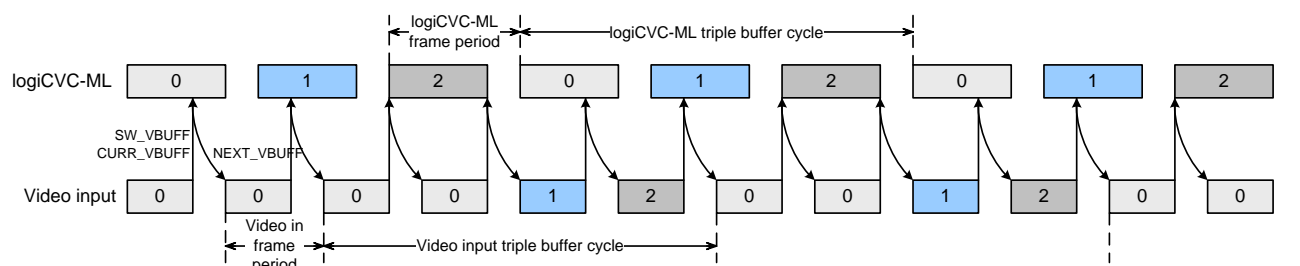 logiCVC-ML
frame period
logiCVC-ML triple buffer cycle
logiCVC-ML
0 1 2 0 1 2 0 1 2
SW_VBUFF
CURR_VBUFF
NEXT_VBUFF
Video input
0 0 0 0 1 2 0 0 1 2 0 0
Video in
frame
period
Video input triple buffer cycle